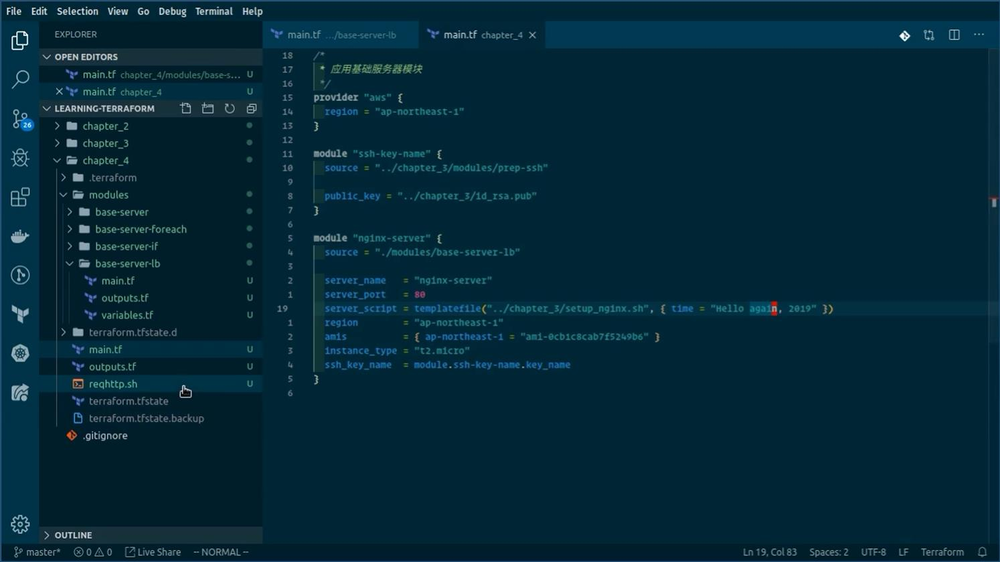 File Edit Selection View Go Debug Terminal Help
EXPLORER
OPEN EDITORS
main.tf chapter_4/modules/base-s... U
main.tf chapter_4 U
LEARNING-TERRAFORM
chapter_2
chapter_3
chapter_4
.terraform
modules
base-server
base-server-foreach
base-server-if
base-server-lb
main.tf U
outputs.tf U
variables.tf U
terraform.tfstate.d
main.tf U
outputs.tf U
reqhttp.sh U
terraform.tfstate
terraform.tfstate.backup
.gitignore
OUTLINE
26
main.tf .../base-server-lb
main.tf chapter_4
18 /*
17 * 应用基础服务器模块
16 */
15 provider "aws" {
14 region = "ap-northeast-1"
13 }
12
11 module "ssh-key-name" {
10 source = "../chapter_3/modules/prep-ssh"
9
8 public_key = "../chapter_3/id_rsa.pub"
7 }
6
5 module "nginx-server" {
4 source = "./modules/base-server-lb"
3
2 server_name = "nginx-server"
1 server_port = 80
19 server_script = templatefile("../chapter_3/setup_nginx.sh", { time = "Hello again, 2019" })
1 region = "ap-northeast-1"
2 amis = { ap-northeast-1 = "ami-0cb1c8cab7f5249b6" }
3 instance_type = "t2.micro"
4 ssh_key_name = module.ssh-key-name.key_name
5 }
6
master* 0 0 Live Share -- NORMAL -- Ln 19, Col 83 Spaces: 2 UTF-8 LF Terraform